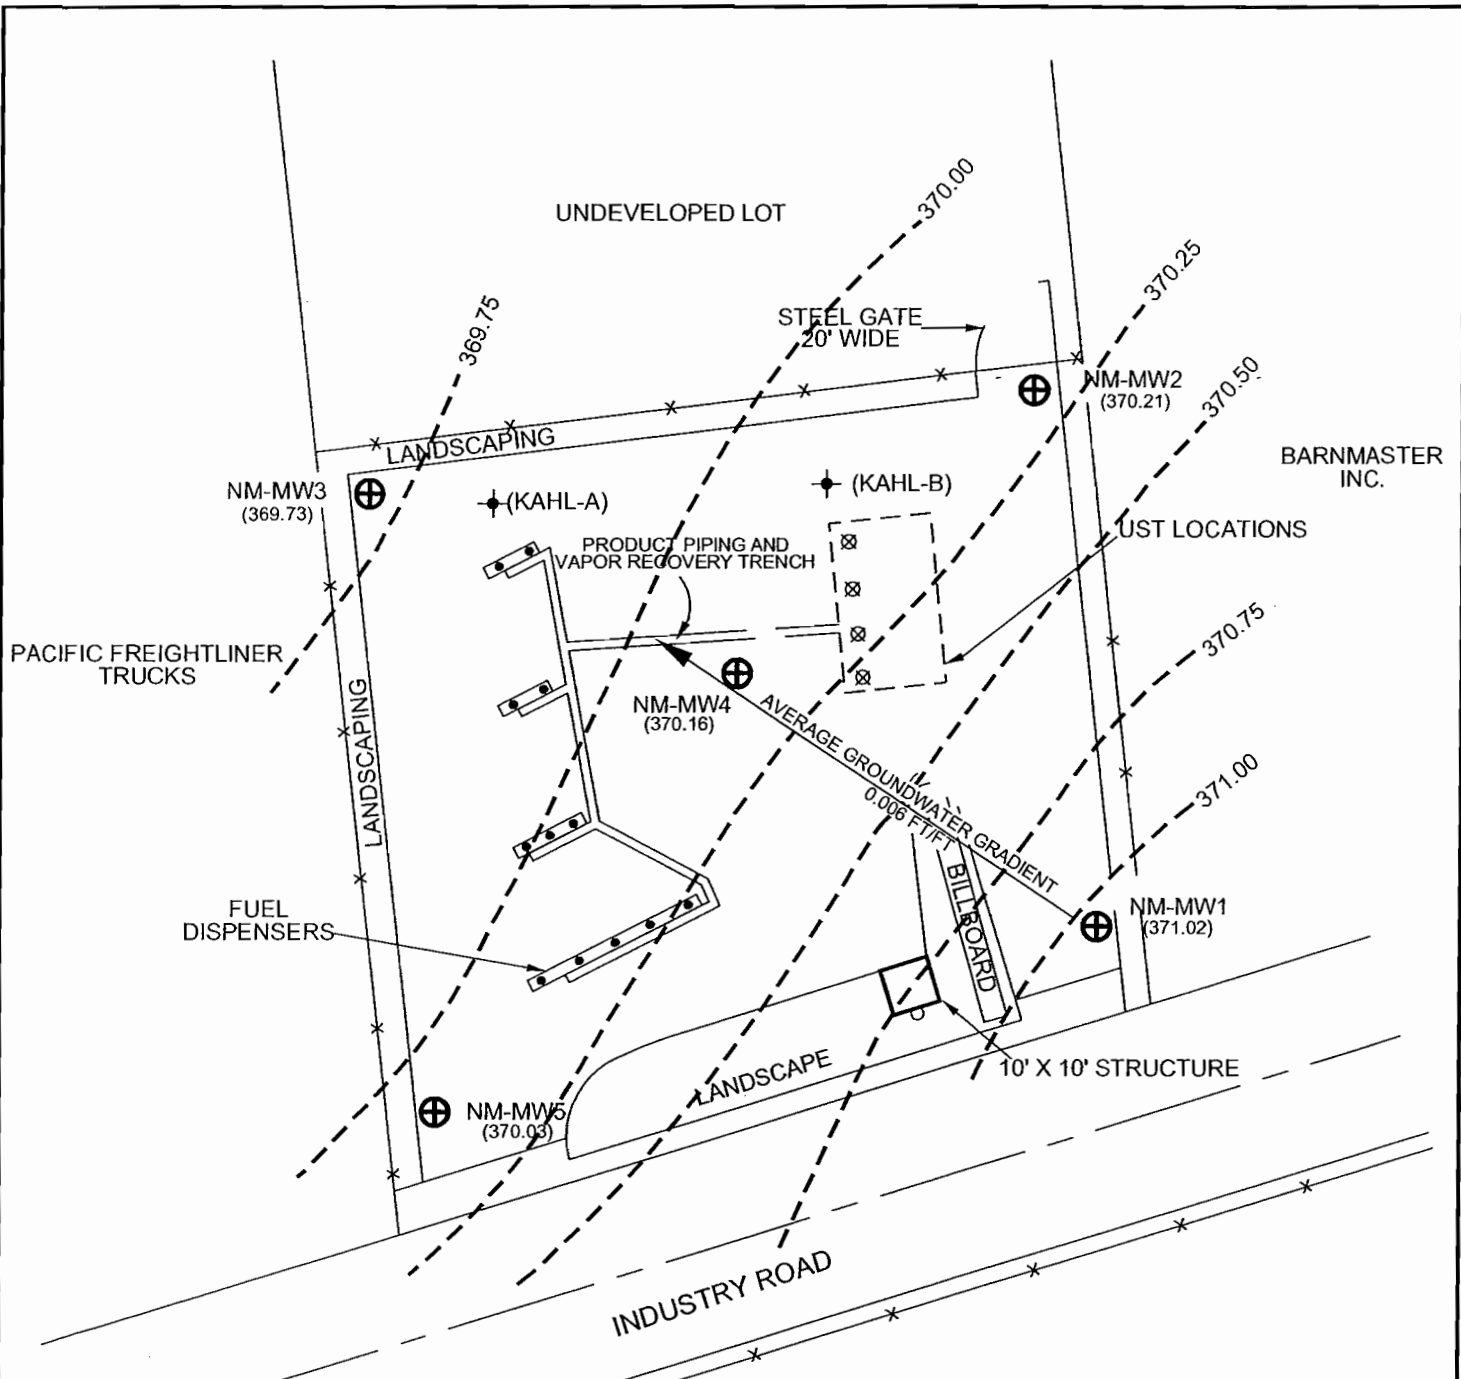 370.00
UNDEVELOPED LOT
370.25
369.75
STEEL GATE
20' WIDE
NM-MW2
(370.21)
370.50
LANDSCAPING
BARNMASTER
INC.
NM-MW3
(369.73)
(KAHL-A)
(KAHL-B)
UST LOCATIONS
PRODUCT PIPING AND
VAPOR RECOVERY TRENCH
370.75
PACIFIC FREIGHTLINER
TRUCKS
LANDSCAPING
NM-MW4
(370.16)
AVERAGE GROUNDWATER GRADIENT
0.006 FT/FT
371.00
BILLBOARD
FUEL
DISPENSERS
NM-MW1
(371.02)
LANDSCAPE
10' X 10' STRUCTURE
NM-MW5
(370.03)
INDUSTRY ROAD